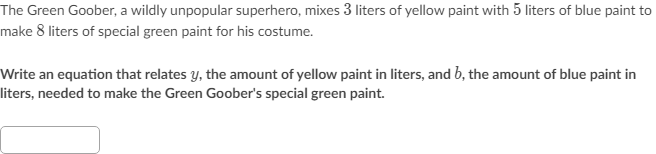 The Green Goober, a wildly unpopular superhero, mixes 3 liters of yellow paint with 5 liters of blue paint to
make 8 liters of special green paint for his costume.
Write an equation that relates y, the amount of yellow paint in liters, and b, the amount of blue paint in
liters, needed to make the Green Goober's special green paint.